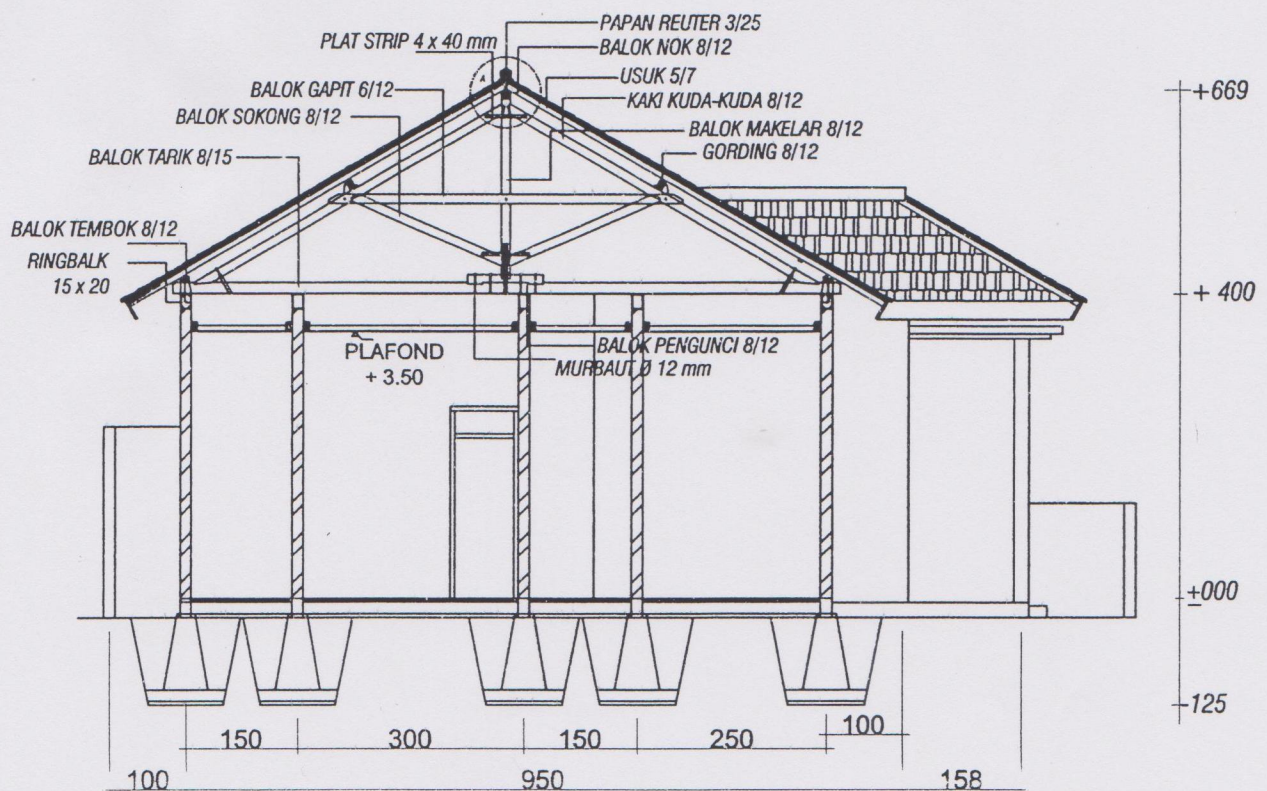 PAPAN REUTER 3/25
PLAT STRIP 4 x 40 mm
BALOK NOK 8/12
USUK 5/7
BALOK GAPIT 6/12
KAKI KUDA-KUDA 8/12
BALOK SOKONG 8/12
BALOK MAKELAR 8/12
BALOK TARIK 8/15
GORDING 8/12
BALOK TEMBOK 8/12
RINGBALK
15 x 20
A
+669
+ 400
PLAFOND
+ 3.50
BALOK PENGUNCI 8/12
MURBAUT Ø 12 mm
±000
-125
150
300
150
250
100
100
950
158